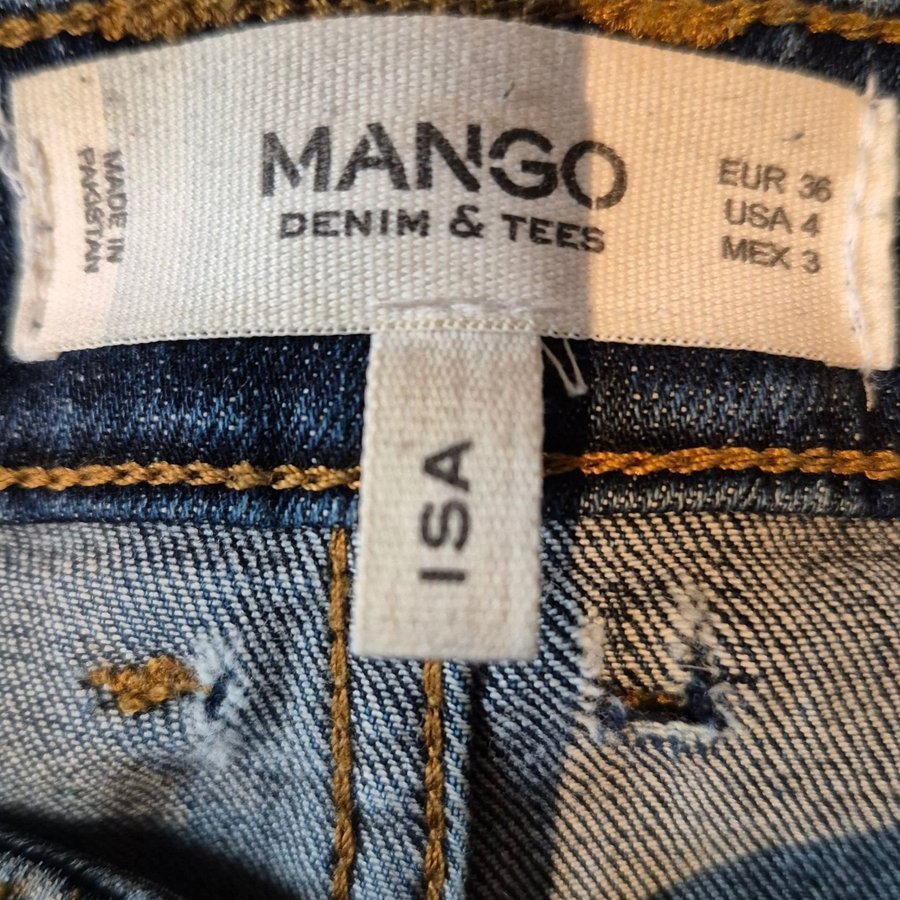 MADE IN
PAKISTAN
MANGO
DENIM & TEES
EUR 36
USA 4
MEX 3
ISA